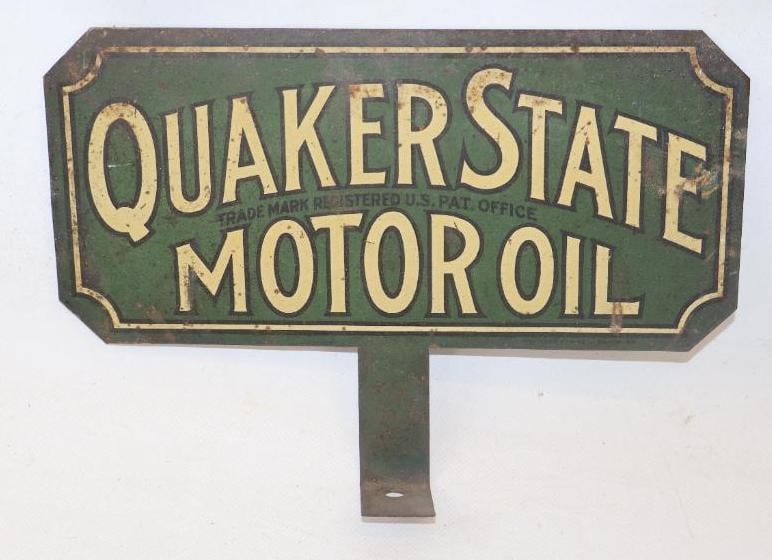 QUAKER STATE
TRADE MARK REGISTERED U.S. PAT. OFFICE
MOTOR OIL